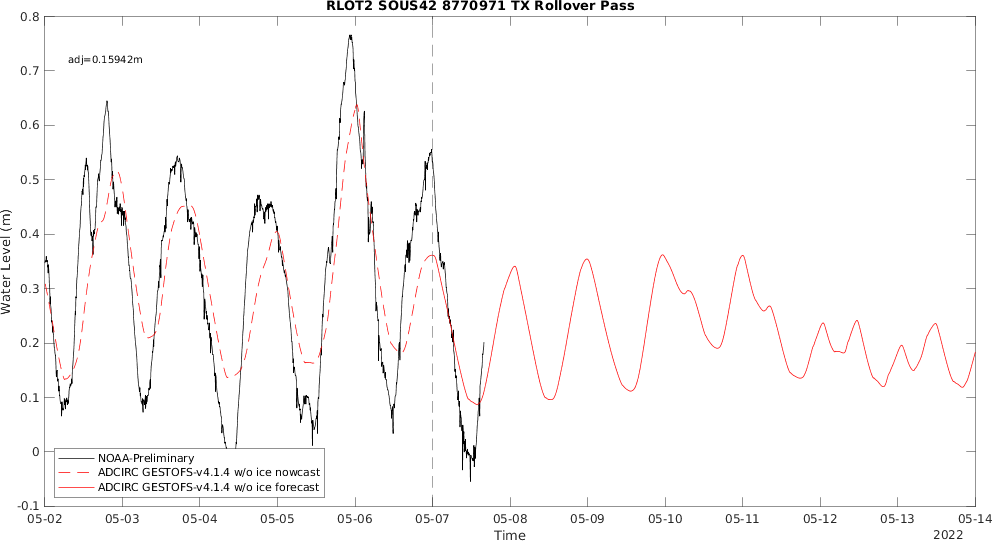 RLOT2 SOUS42 8770971 TX Rollover Pass
adj=0.15942m
Water Level (m)
0.8
0.7
0.6
0.5
0.4
0.3
0.2
0.1
0
-0.1
NOAA-Preliminary
ADCIRC GESTOFS-v4.1.4 w/o ice nowcast
ADCIRC GESTOFS-v4.1.4 w/o ice forecast
05-02 05-03 05-04 05-05 05-06 05-07 05-08 05-09 05-10 05-11 05-12 05-13 05-14
Time
2022